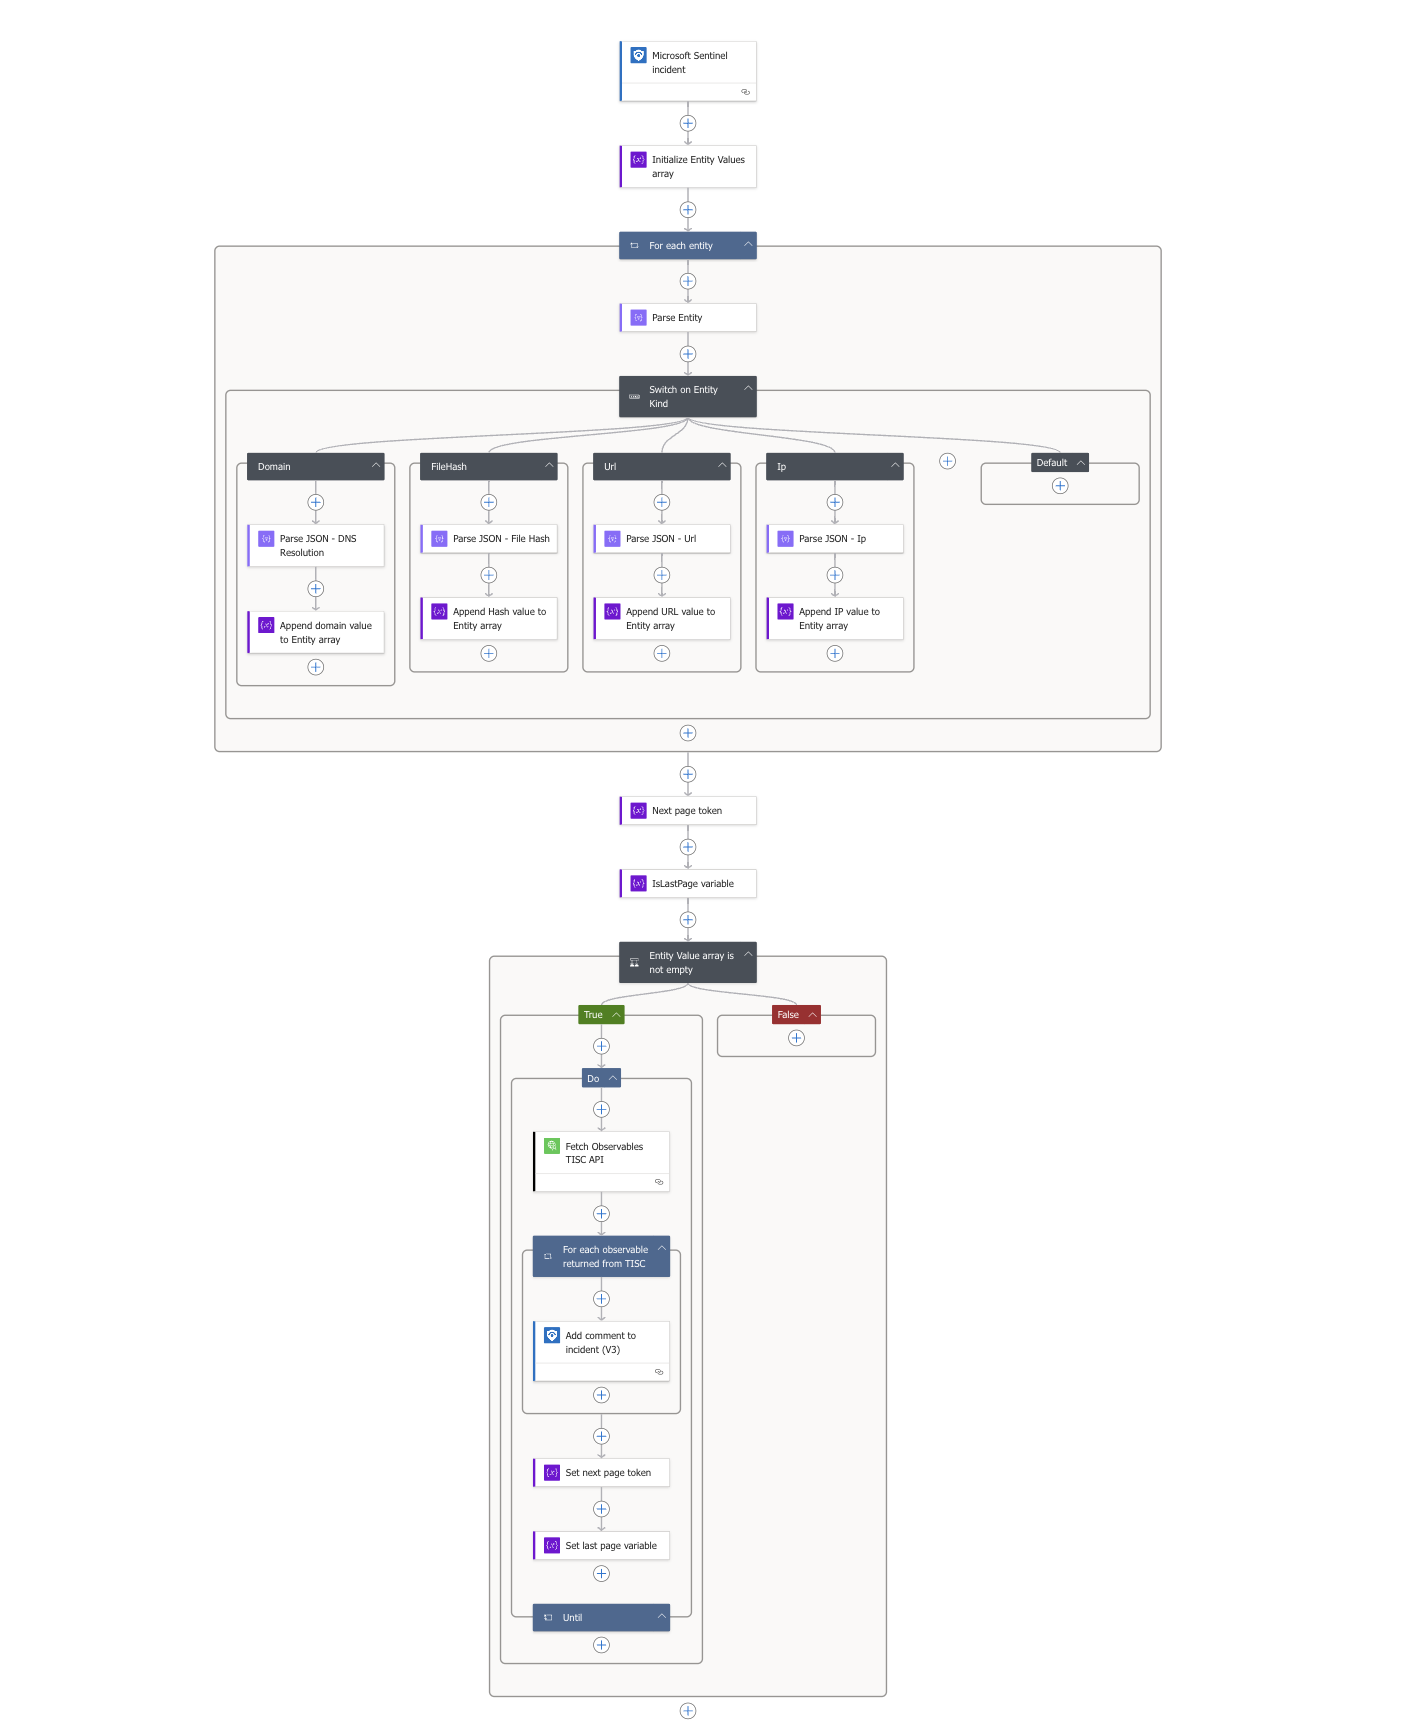 Microsoft Sentinel
incident
Initialize Entity Values
array
For each entity
Parse Entity
Switch on Entity
Kind
Domain
FileHash
Url
Ip
Default
Parse JSON - DNS
Resolution
Parse JSON - File Hash
Parse JSON - Url
Parse JSON - Ip
Append domain value
to Entity array
Append Hash value to
Entity array
Append URL value to
Entity array
Append IP value to
Entity array
Next page token
IsLastPage variable
Entity Value array is
not empty
True
False
Do
Fetch Observables
TISC API
For each observable
returned from TISC
Add comment to
incident (V3)
Set next page token
Set last page variable
Until